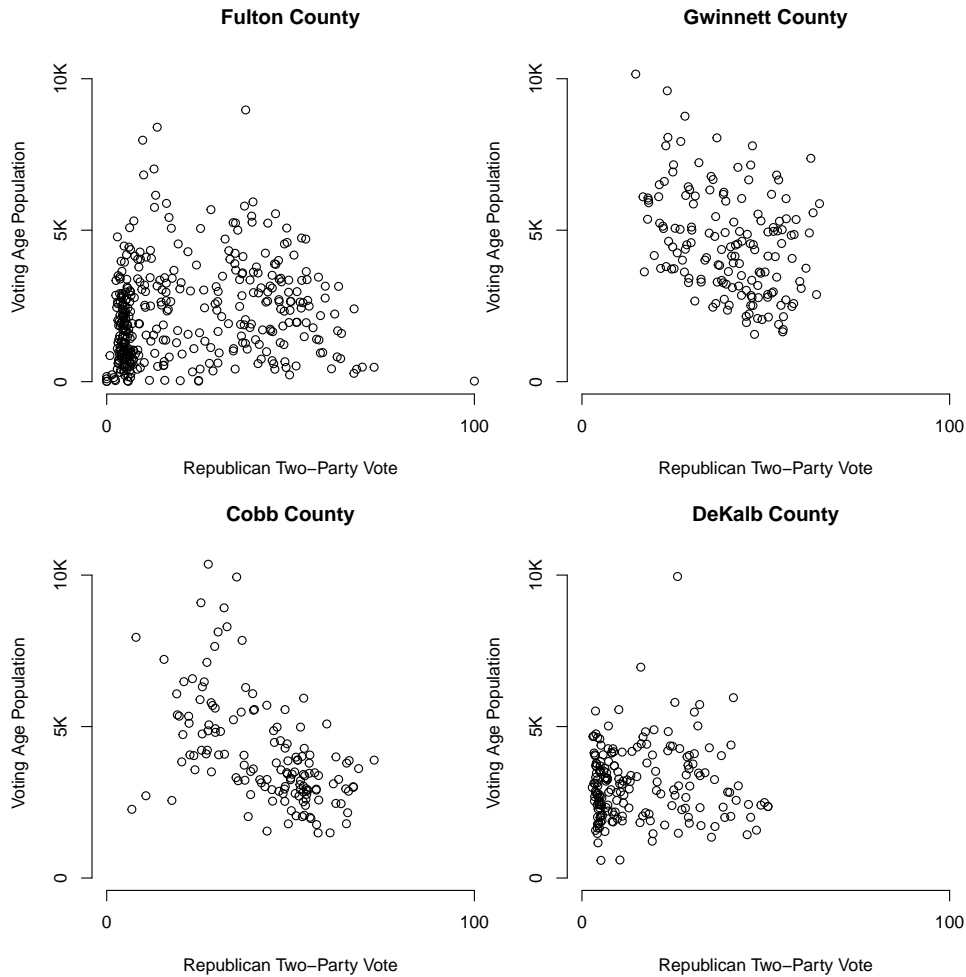 Fulton County
Voting Age Population
10K
5K
0
0
100
Republican Two−Party Vote
Gwinnett County
Voting Age Population
10K
5K
0
0
100
Republican Two−Party Vote
Cobb County
Voting Age Population
10K
5K
0
0
100
Republican Two−Party Vote
DeKalb County
Voting Age Population
10K
5K
0
0
100
Republican Two−Party Vote